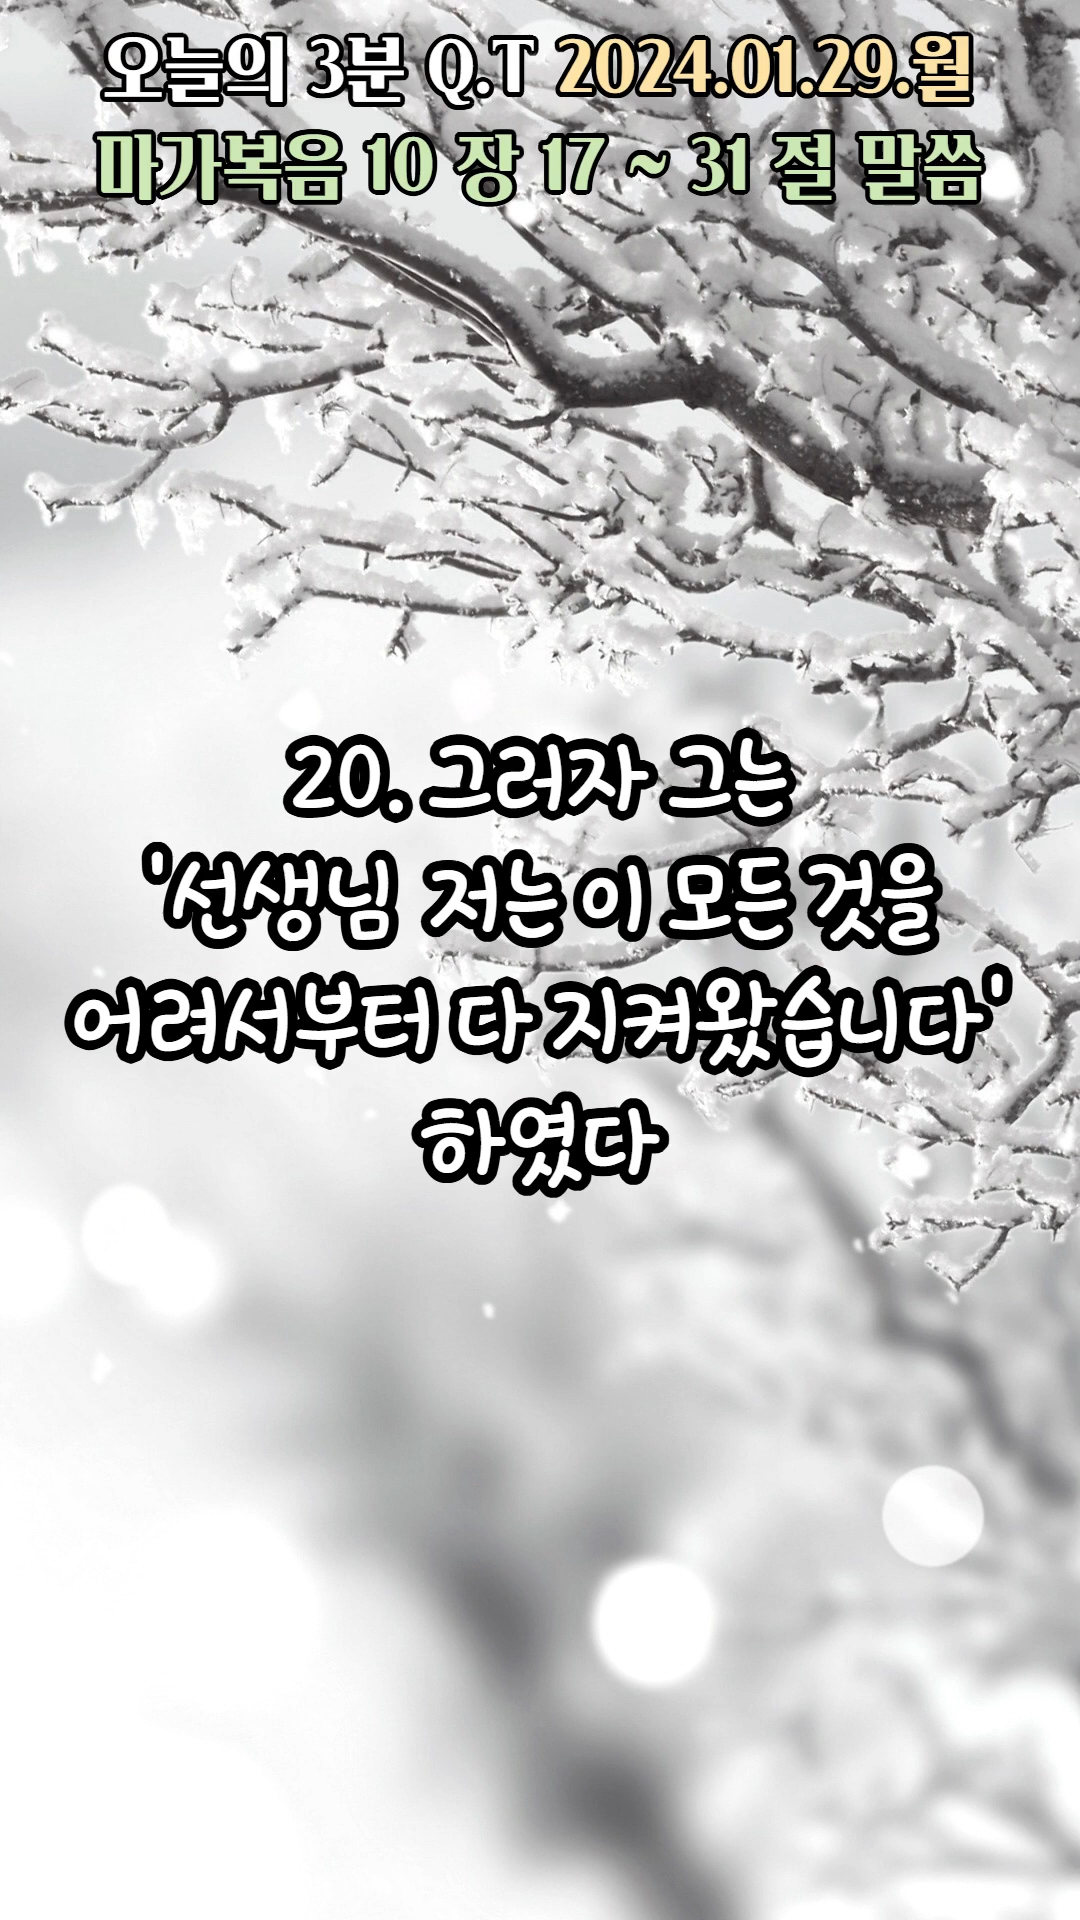 오늘의 3분 Q.T 2024.01.29.월
마가복음 10 장 17 ~ 31 절 말씀
20. 그러자 그는
'선생님 저는 이 모든 것을
어려서부터 다 지켜왔습니다'
하였다